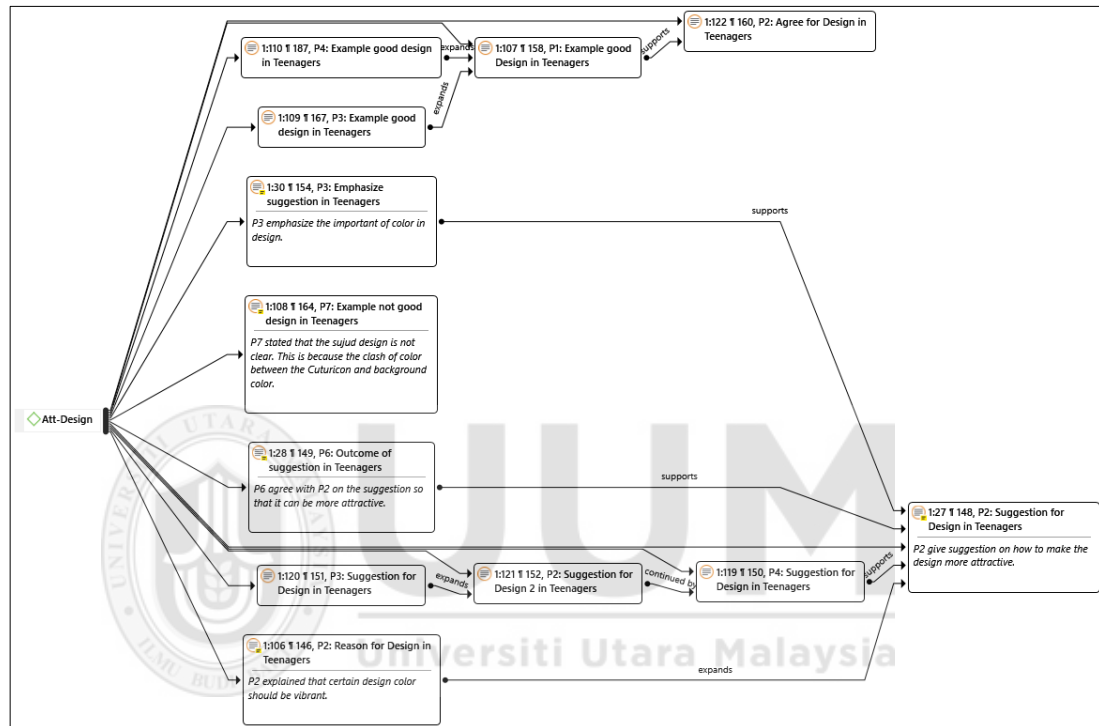 1:122 ¶ 160, P2: Agree for Design in
Teenagers
1:110 ¶ 187, P4: Example good design
in Teenagers
expands
1:107 ¶ 158, P1: Example good
Design in Teenagers
supports
1:109 ¶ 167, P3: Example good
design in Teenagers
expands
1:30 ¶ 154, P3: Emphasize
suggestion in Teenagers
P3 emphasize the important of color in
design.
supports
1:108 ¶ 164, P7: Example not good
design in Teenagers
P7 stated that the sujud design is not
clear. This is because the clash of color
between the Cuturicon and background
color.
Att-Design
1:28 ¶ 149, P6: Outcome of
suggestion in Teenagers
P6 agree with P2 on the suggestion so
that it can be more attractive.
supports
1:27 ¶ 148, P2: Suggestion for
Design in Teenagers
P2 give suggestion on how to make the
design more attractive.
1:120 ¶ 151, P3: Suggestion for
Design in Teenagers
expands
1:121 ¶ 152, P2: Suggestion for
Design 2 in Teenagers
continued by
1:119 ¶ 150, P4: Suggestion for
Design in Teenagers
supports
1:106 ¶ 146, P2: Reason for Design in
Teenagers
P2 explained that certain design color
should be vibrant.
expands
UUM
Universiti Utara Malaysia
UNIVERSITI UTARA MALAYSIA
ILMU BUDI